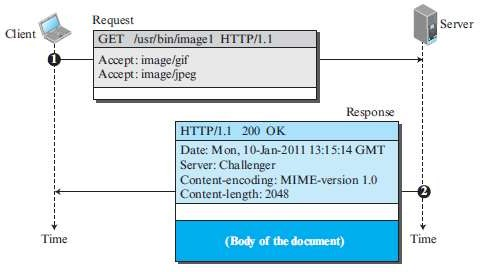 Request
Client
Server
GET /usr/bin/image1 HTTP/1.1
1
Accept: image/gif
Accept: image/jpeg
Response
HTTP/1.1 200 OK
Date: Mon, 10-Jan-2011 13:15:14 GMT
Server: Challenger
Content-encoding: MIME-version 1.0
Content-length: 2048
2
(Body of the document)
Time
Time